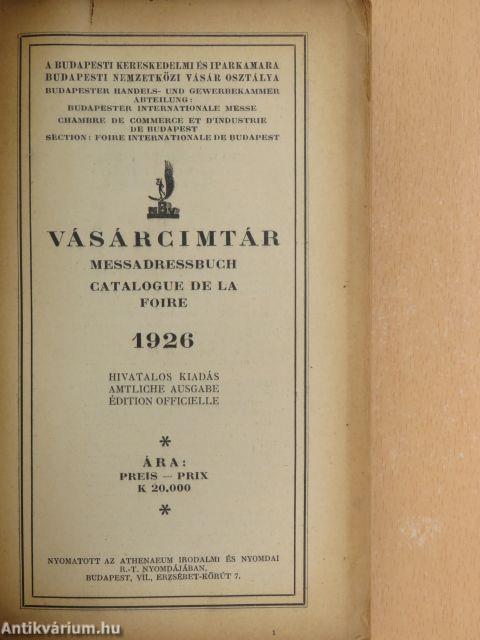 A BUDAPESTI KERESKEDELMI ÉS IPARKAMARA
BUDAPESTI NEMZETKÖZI VÁSÁR OSZTÁLYA
BUDAPESTER HANDELS- UND GEWERBEKAMMER
ABTEILUNG:
BUDAPESTER INTERNATIONALE MESSE
CHAMBRE DE COMMERCE ET D'INDUSTRIE
DE BUDAPEST
SECTION: FOIRE INTERNATIONALE DE BUDAPEST
VÁSÁRCIMTÁR
MESSADRESSBUCH
CATALOGUE DE LA
FOIRE
1926
HIVATALOS KIADÁS
AMTLICHE AUSGABE
ÉDITION OFFICIELLE
*
ÁRA:
PREIS — PRIX
K 20.000
*
NYOMATOTT AZ ATHENAEUM IRODALMI ÉS NYOMDAI
R.-T. NYOMDÁJÁBAN,
BUDAPEST, VII., ERZSÉBET-KÖRÚT 7.
1
Antikvárium.hu